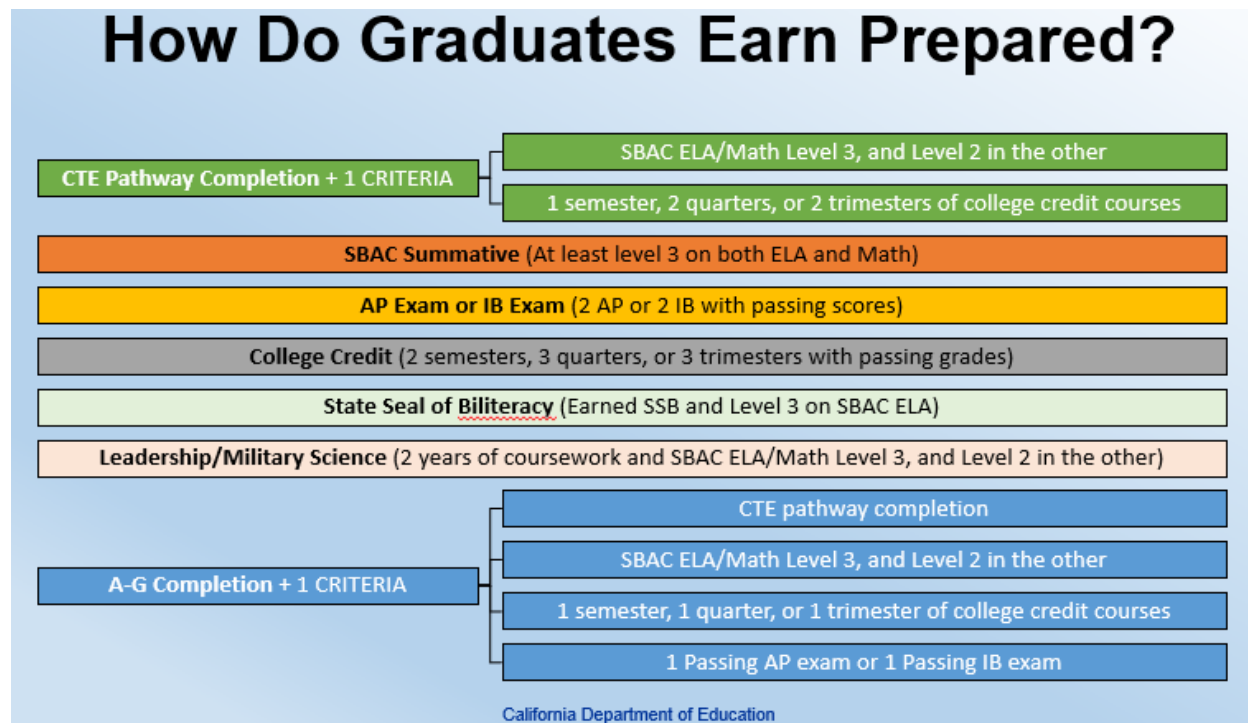 How Do Graduates Earn Prepared?
CTE Pathway Completion + 1 CRITERIA
SBAC ELA/Math Level 3, and Level 2 in the other
1 semester, 2 quarters, or 2 trimesters of college credit courses
SBAC Summative (At least level 3 on both ELA and Math)
AP Exam or IB Exam (2 AP or 2 IB with passing scores)
College Credit (2 semesters, 3 quarters, or 3 trimesters with passing grades)
State Seal of Biliteracy (Earned SSB and Level 3 on SBAC ELA)
Leadership/Military Science (2 years of coursework and SBAC ELA/Math Level 3, and Level 2 in the other)
A-G Completion + 1 CRITERIA
CTE pathway completion
SBAC ELA/Math Level 3, and Level 2 in the other
1 semester, 1 quarter, or 1 trimester of college credit courses
1 Passing AP exam or 1 Passing IB exam
California Department of Education